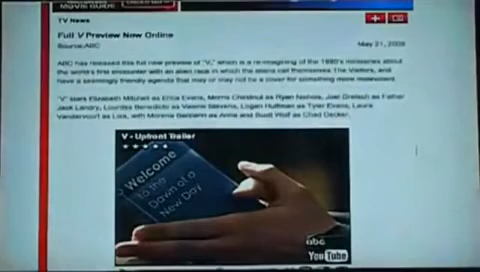 MOVIE GUIDE
TV News
Full V Preview Now Online
Source:ABC
May 21, 2009
ABC has released the full new preview of "V," which is a re-imagining of the 1980's miniseries about
the world's first encounter with an alien race in which the aliens call themselves The Visitors, and
have a seemingly friendly agenda that may or may not be a cover for something more malevolent.
"V" stars Elizabeth Mitchell as Erica Evans, Morris Chestnut as Ryan Nichols, Joel Gretsch as Father
Jack Landry, Lourdes Benedicto as Valerie Stevens, Logan Huffman as Tyler Evans, Laura
Vandervoort as Lisa, with Morena Baccarin as Anna and Scott Wolf as Chad Decker.
V - Upfront Trailer
Welcome
to the
Dawn of a
New Day
abc
YouTube